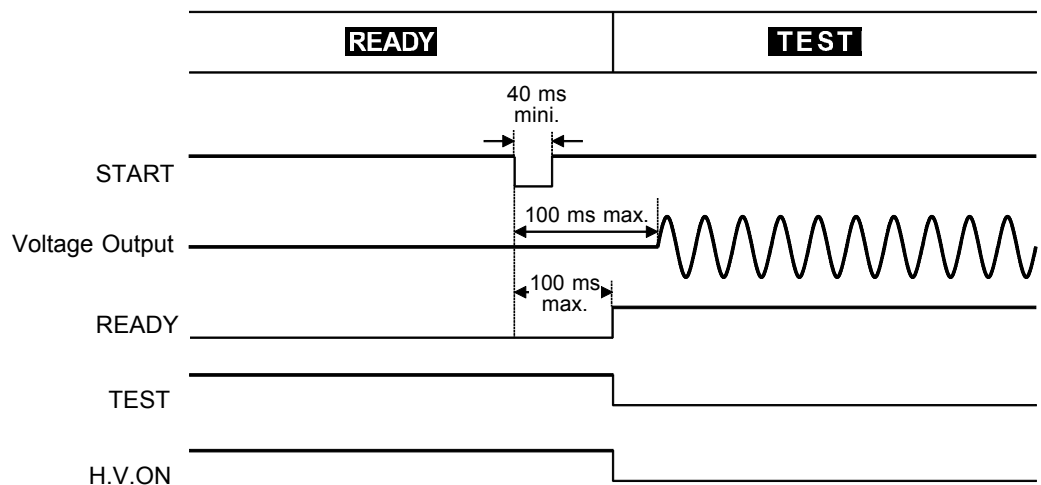 READY
TEST
40 ms
mini.
START
100 ms max.
Voltage Output
100 ms
max.
READY
TEST
H.V.ON